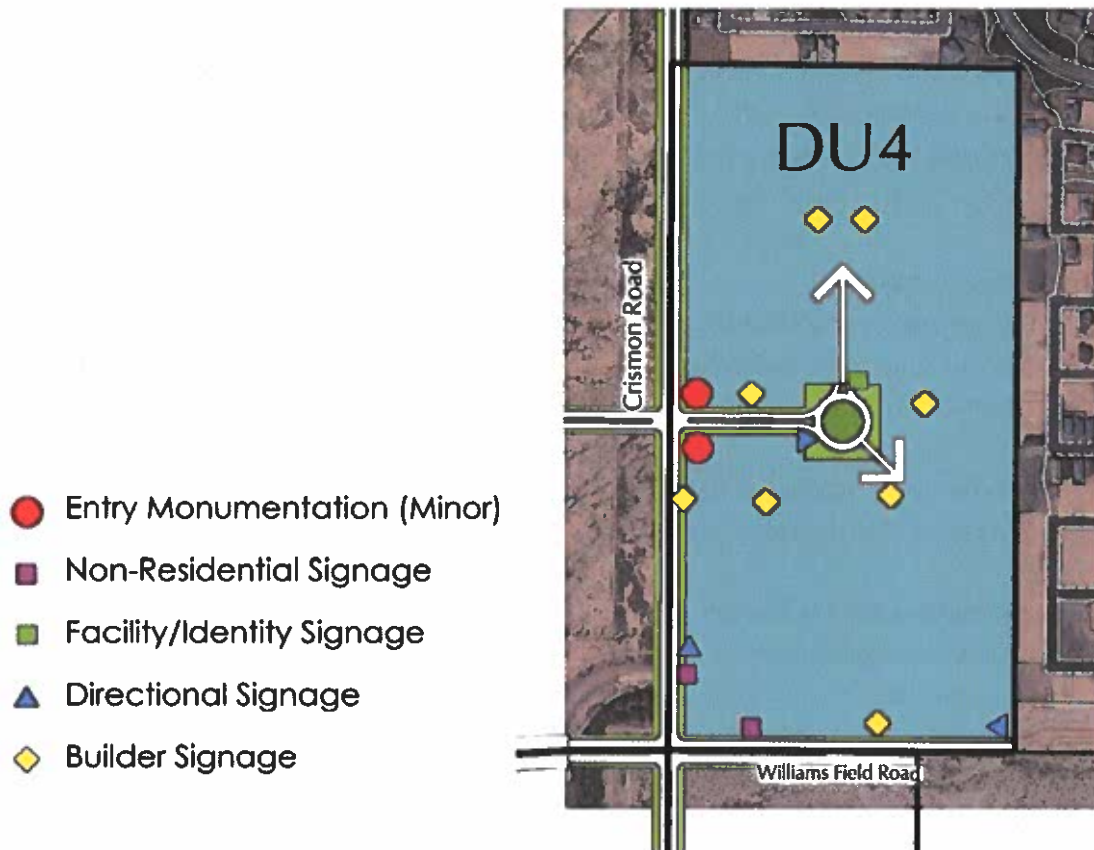 DU4
Crismon Road
Entry Monumentation (Minor)
Non-Residential Signage
Facility/Identity Signage
Directional Signage
Builder Signage
Williams Field Road